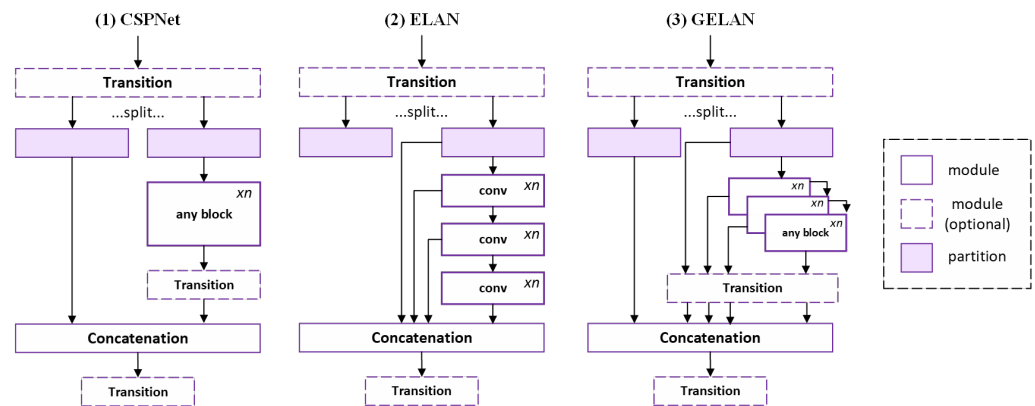 (1) CSPNet
Transition
...split...
xn
any block
Transition
Concatenation
Transition
(2) ELAN
Transition
...split...
conv xn
conv xn
conv xn
Concatenation
Transition
(3) GELAN
Transition
...split...
xn
xn
xn
any block
Transition
Concatenation
Transition
module
module
(optional)
partition